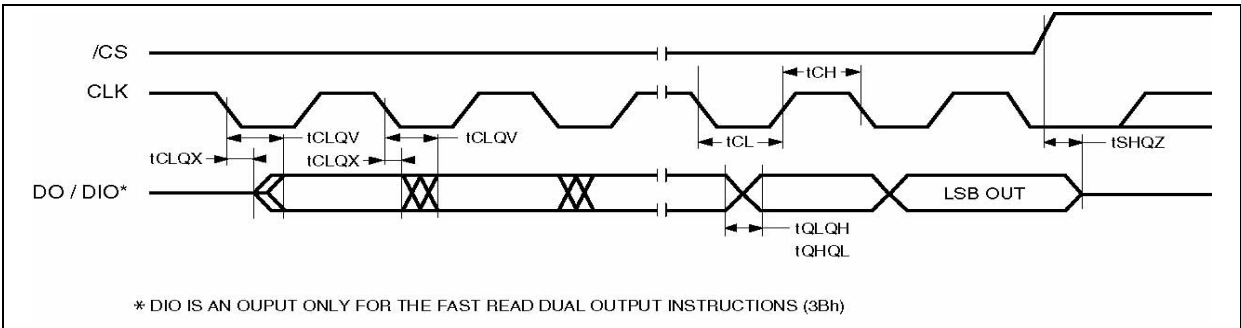 /CS
CLK
tCH
tCLQV
tCLQX
tCLQX
tCLQV
tCL
tSHQZ
DO / DIO*
LSB OUT
tQLQH
tQHQL
* DIO IS AN OUPUT ONLY FOR THE FAST READ DUAL OUTPUT INSTRUCTIONS (3Bh)